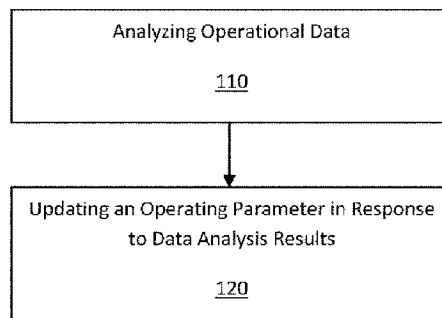 Analyzing Operational Data
110
Updating an Operating Parameter in Response
to Data Analysis Results
120